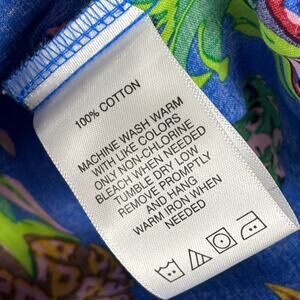 100% COTTON
MACHINE WASH WARM
WITH LIKE COLORS
ONLY NON-CHLORINE
BLEACH WHEN NEEDED
TUMBLE DRY LOW
REMOVE PROMPTLY
AND HANG
WARM IRON WHEN
NEEDED